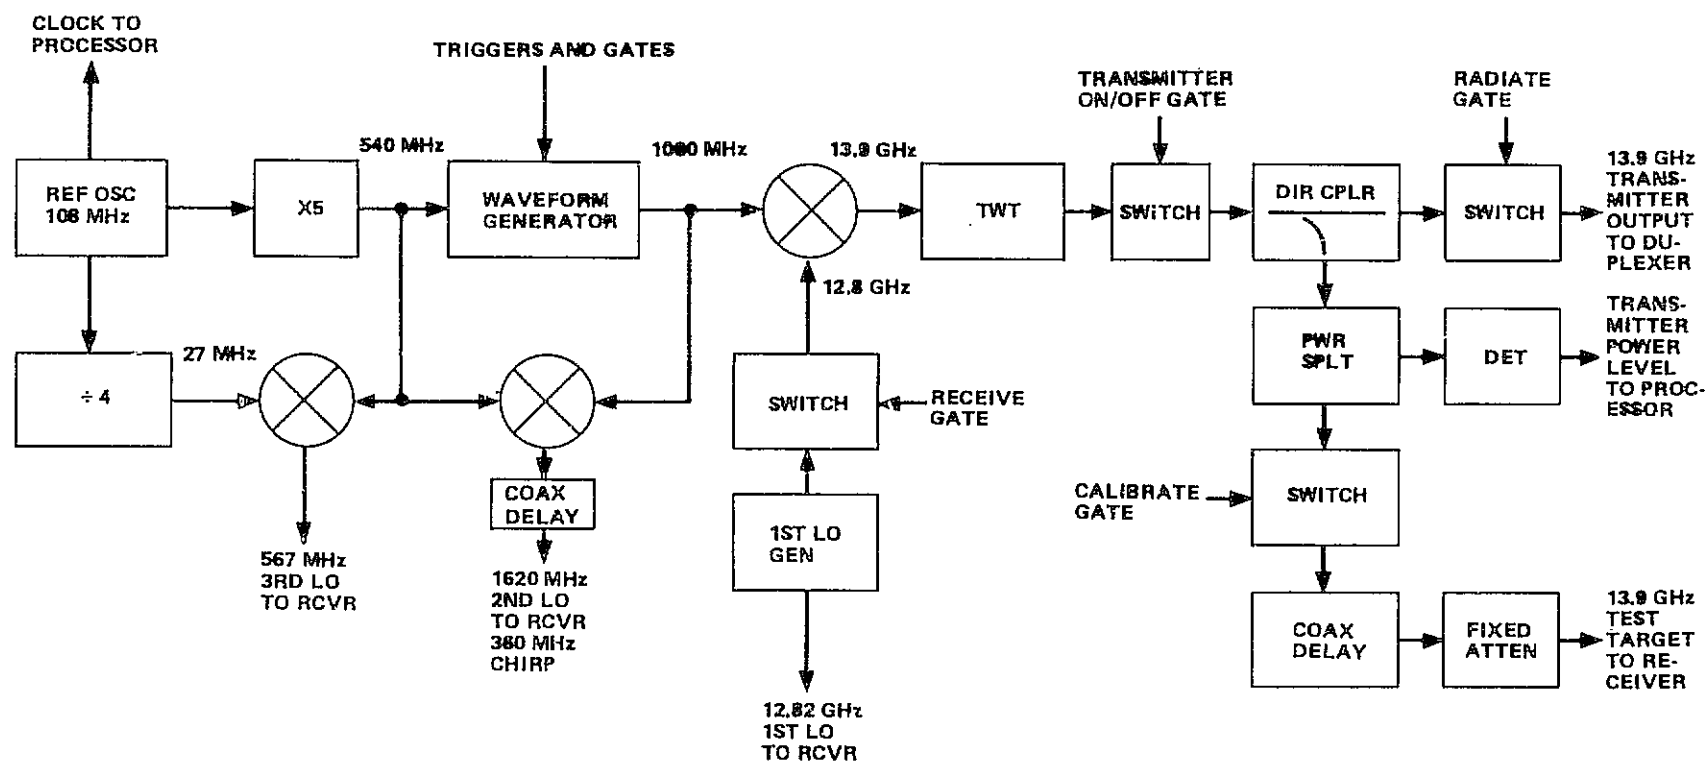 CLOCK TO
PROCESSOR
TRIGGERS AND GATES
TRANSMITTER
ON/OFF GATE
RADIATE
GATE
REF OSC
108 MHz
X5
540 MHz
WAVEFORM
GENERATOR
1080 MHz
13.9 GHz
TWT
SWITCH
DIR CPLR
SWITCH
13.9 GHz
TRANS-
MITTER
OUTPUT
TO DU-
PLEXER
12.8 GHz
÷ 4
27 MHz
SWITCH
RECEIVE
GATE
PWR
SPLT
DET
TRANS-
MITTER
POWER
LEVEL
TO PROC-
ESSOR
COAX
DELAY
1ST LO
GEN
CALIBRATE
GATE
SWITCH
567 MHz
3RD LO
TO RCVR
1620 MHz
2ND LO
TO RCVR
360 MHz
CHIRP
12.82 GHz
1ST LO
TO RCVR
COAX
DELAY
FIXED
ATTEN
13.9 GHz
TEST
TARGET
TO RE-
CEIVER